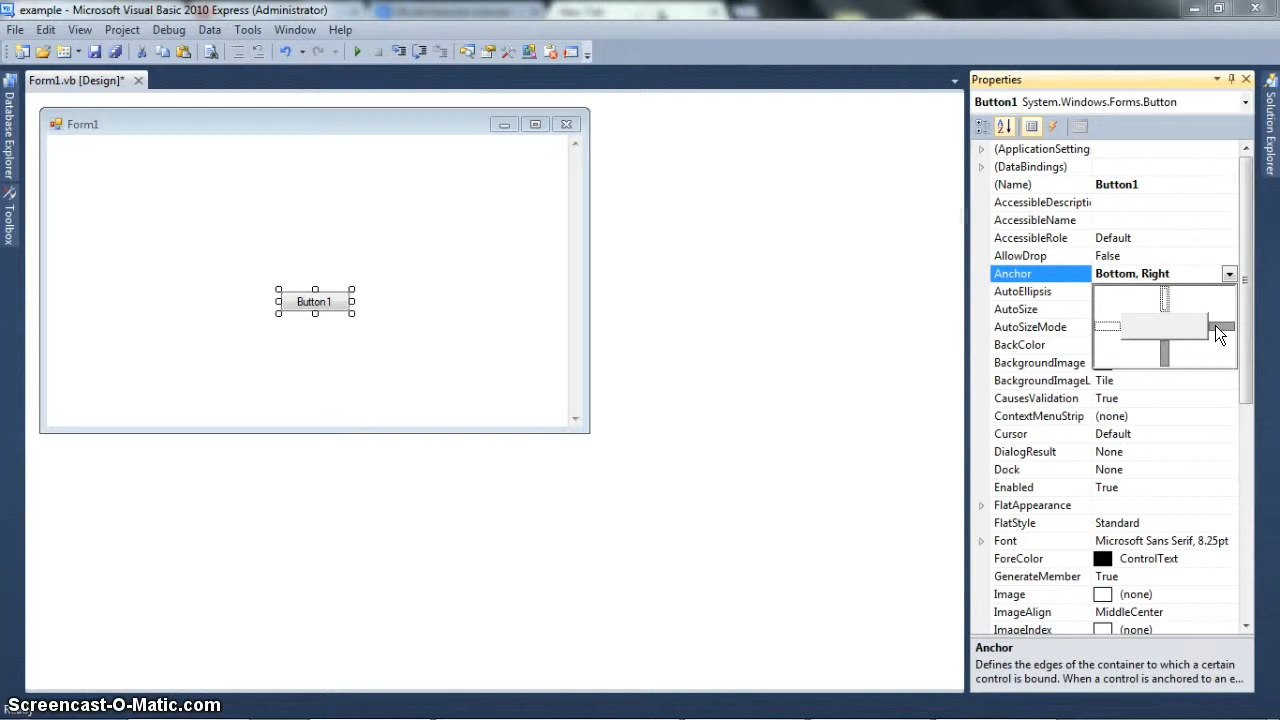 example - Microsoft Visual Basic 2010 Express (Administrator)
File Edit View Project Debug Data Tools Window Help
Form1.vb [Design]*
Database Explorer
Toolbox
Form1
Button1
Properties
Button1 System.Windows.Forms.Button
(ApplicationSetting
(DataBindings)
(Name) Button1
AccessibleDescripti
AccessibleName
AccessibleRole Default
AllowDrop False
Anchor Bottom, Right
AutoEllipsis
AutoSize
AutoSizeMode
BackColor
BackgroundImage
BackgroundImageL Tile
CausesValidation True
ContextMenuStrip (none)
Cursor Default
DialogResult None
Dock None
Enabled True
FlatAppearance
FlatStyle Standard
Font Microsoft Sans Serif, 8.25pt
ForeColor ControlText
GenerateMember True
Image (none)
ImageAlign MiddleCenter
ImageIndex (none)
Anchor
Defines the edges of the container to which a certain
control is bound. When a control is anchored to an e...
Solution Explorer
Screencast-O-Matic.com